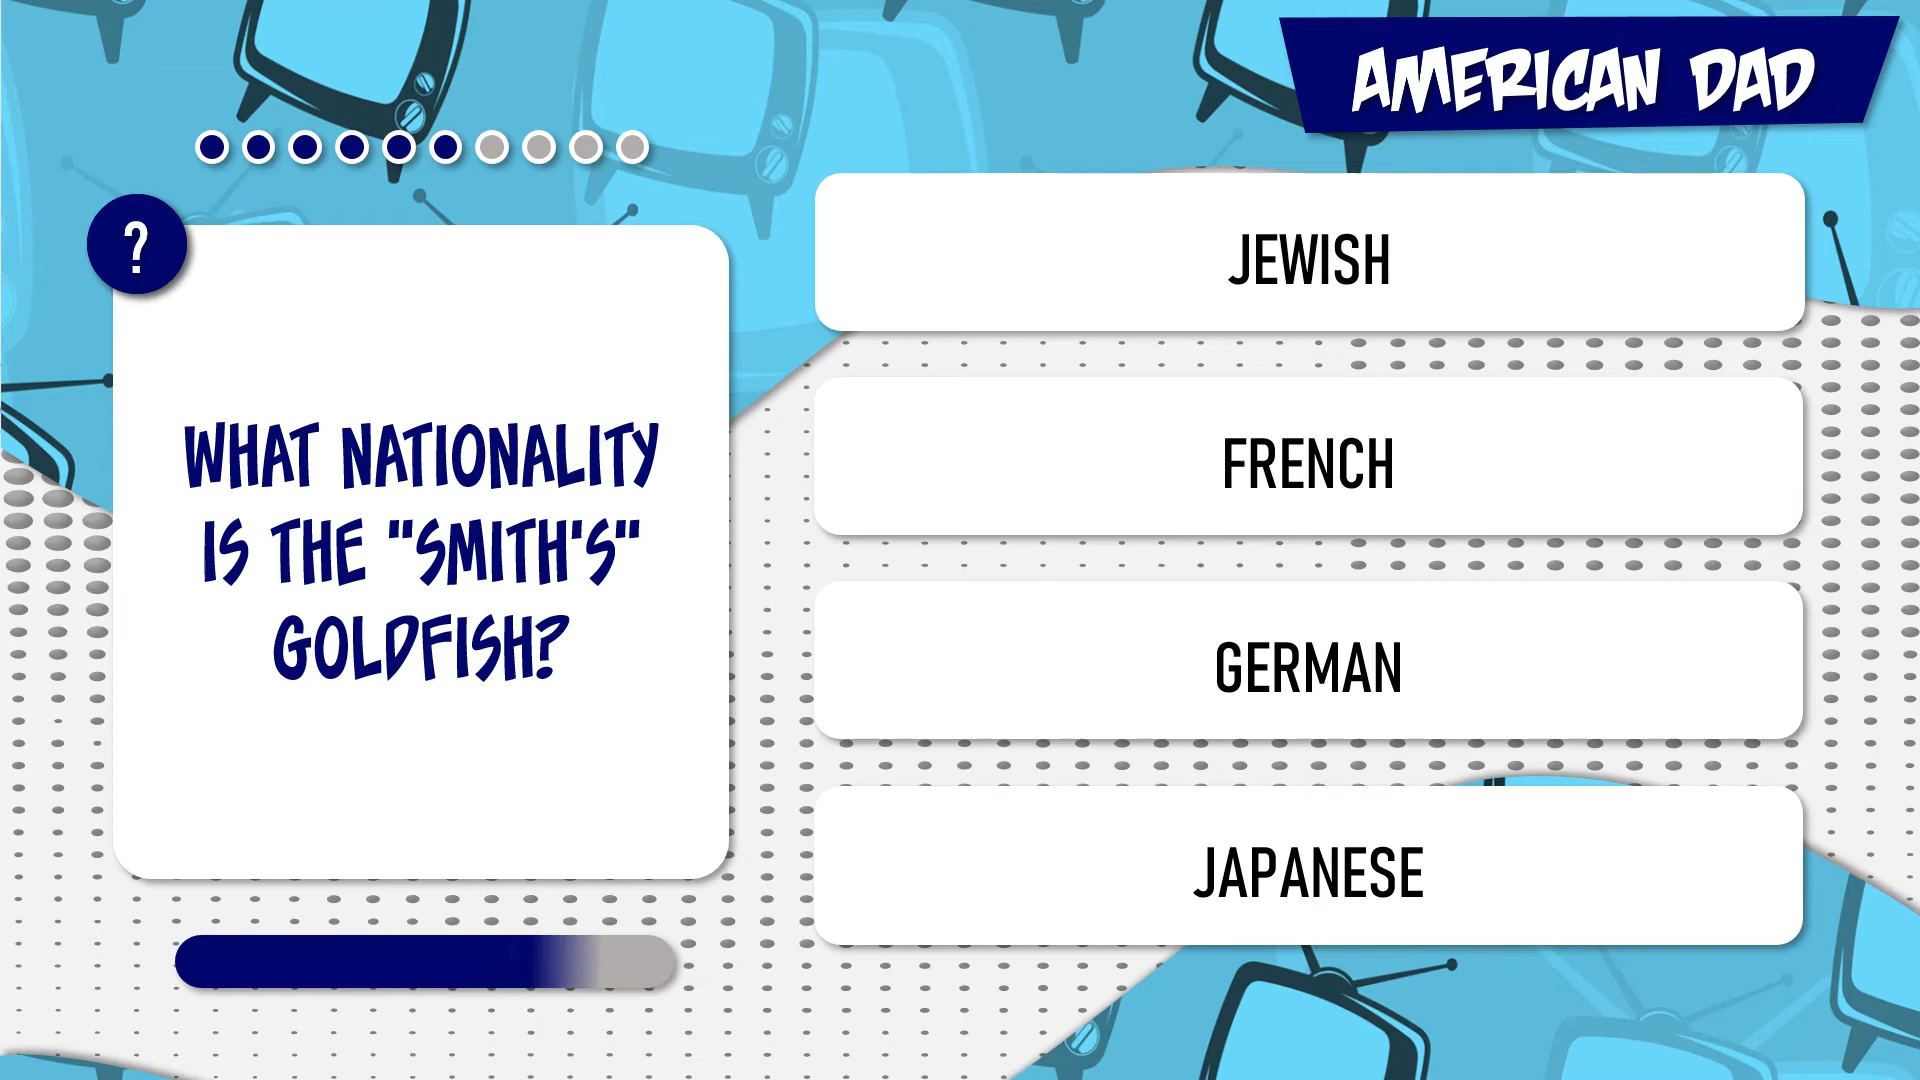 AMERICAN DAD
?
WHAT NATIONALITY
IS THE "SMITH'S"
GOLDFISH?
JEWISH
FRENCH
GERMAN
JAPANESE